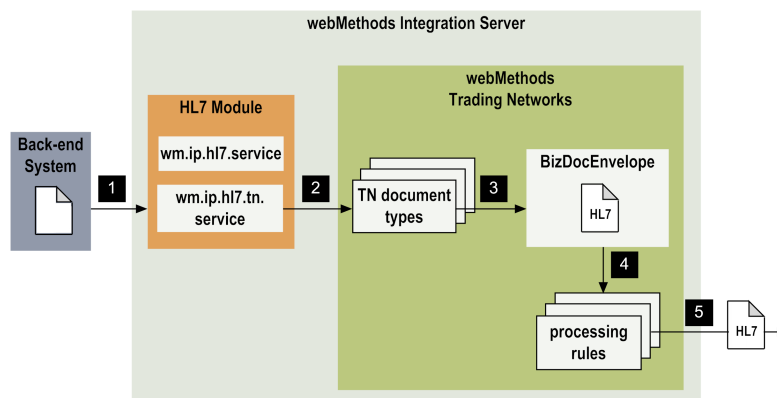 webMethods Integration Server
webMethods
Trading Networks
HL7 Module
Back-end
System
wm.ip.hl7.service
wm.ip.hl7.tn.
service
1
2
TN document
types
3
BizDocEnvelope
HL7
4
processing
rules
5
HL7